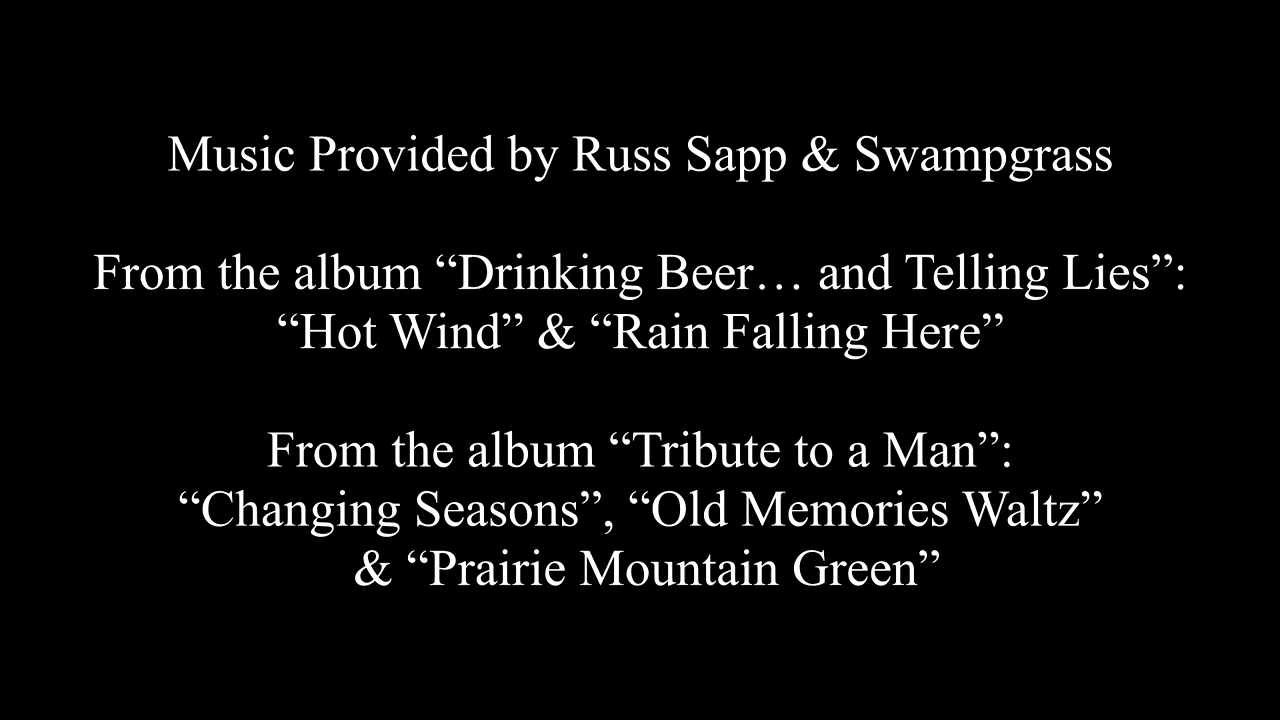 Music Provided by Russ Sapp & Swampgrass
From the album “Drinking Beer… and Telling Lies”:
“Hot Wind” & “Rain Falling Here”
From the album “Tribute to a Man”:
“Changing Seasons”, “Old Memories Waltz”
& “Prairie Mountain Green”